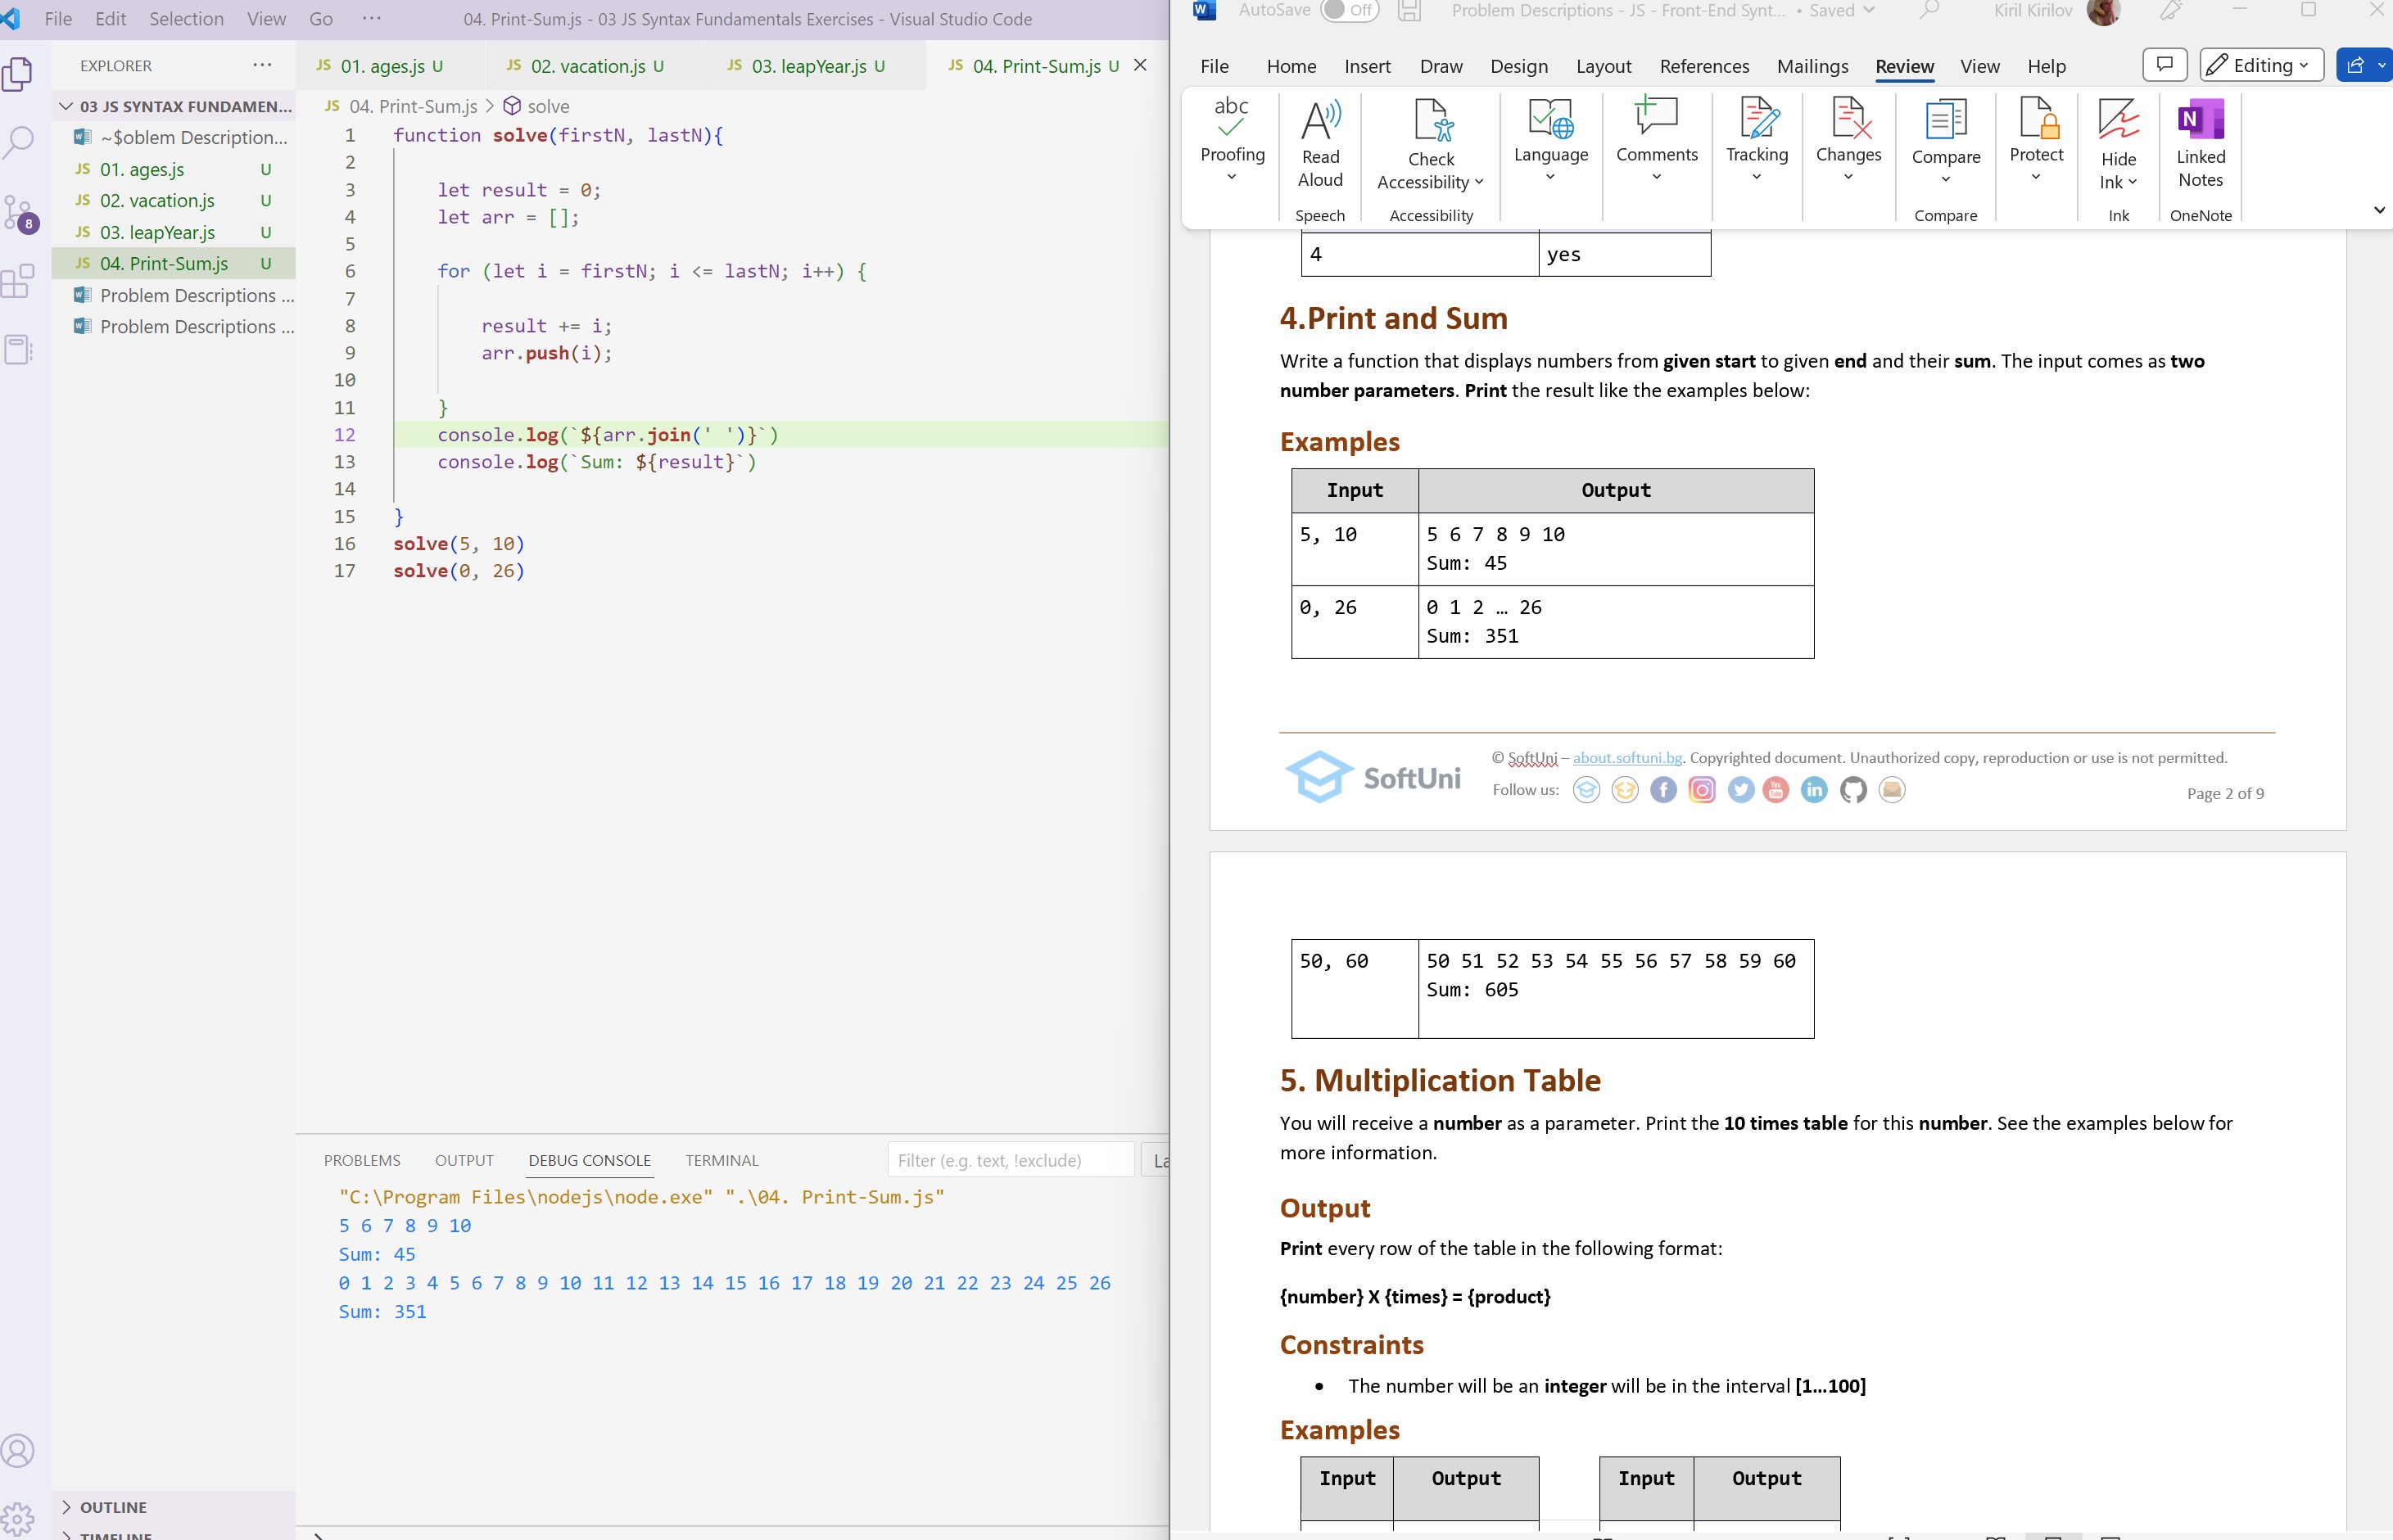 File Edit Selection View Go ··· 04. Print-Sum.js - 03 JS Syntax Fundamentals Exercises - Visual Studio Code
EXPLORER ···
JS 01. ages.js U JS 02. vacation.js U JS 03. leapYear.js U JS 04. Print-Sum.js U
03 JS SYNTAX FUNDAMEN...
~$oblem Description...
JS 01. ages.js U
JS 02. vacation.js U
JS 03. leapYear.js U
JS 04. Print-Sum.js U
Problem Descriptions ...
Problem Descriptions ...
8
OUTLINE
TIMELINE
JS 04. Print-Sum.js > solve
1 function solve(firstN, lastN){
2
3 let result = 0;
4 let arr = [];
5
6 for (let i = firstN; i <= lastN; i++) {
7
8 result += i;
9 arr.push(i);
10
11 }
12 console.log(`${arr.join(' ')}`)
13 console.log(`Sum: ${result}`)
14
15 }
16 solve(5, 10)
17 solve(0, 26)
PROBLEMS OUTPUT DEBUG CONSOLE TERMINAL Filter (e.g. text, !exclude) La
"C:\Program Files\nodejs\node.exe" ".\04. Print-Sum.js"
5 6 7 8 9 10
Sum: 45
0 1 2 3 4 5 6 7 8 9 10 11 12 13 14 15 16 17 18 19 20 21 22 23 24 25 26
Sum: 351
W AutoSave Off Problem Descriptions - JS - Front-End Synt... • Saved Kiril Kirilov
File Home Insert Draw Design Layout References Mailings Review View Help Editing
abc
Proofing
Read Aloud
Speech
Check Accessibility
Accessibility
Language
Comments
Tracking
Changes
Compare
Compare
Protect
Hide Ink
Ink
N
Linked Notes
OneNote
4 yes
4.Print and Sum
Write a function that displays numbers from given start to given end and their sum. The input comes as two
number parameters. Print the result like the examples below:
Examples
Input Output
5, 10 5 6 7 8 9 10
Sum: 45
0, 26 0 1 2 … 26
Sum: 351
SoftUni
© SoftUni – about.softuni.bg. Copyrighted document. Unauthorized copy, reproduction or use is not permitted.
Follow us:
Page 2 of 9
50, 60 50 51 52 53 54 55 56 57 58 59 60
Sum: 605
5. Multiplication Table
You will receive a number as a parameter. Print the 10 times table for this number. See the examples below for
more information.
Output
Print every row of the table in the following format:
{number} X {times} = {product}
Constraints
• The number will be an integer will be in the interval [1…100]
Examples
Input Output Input Output